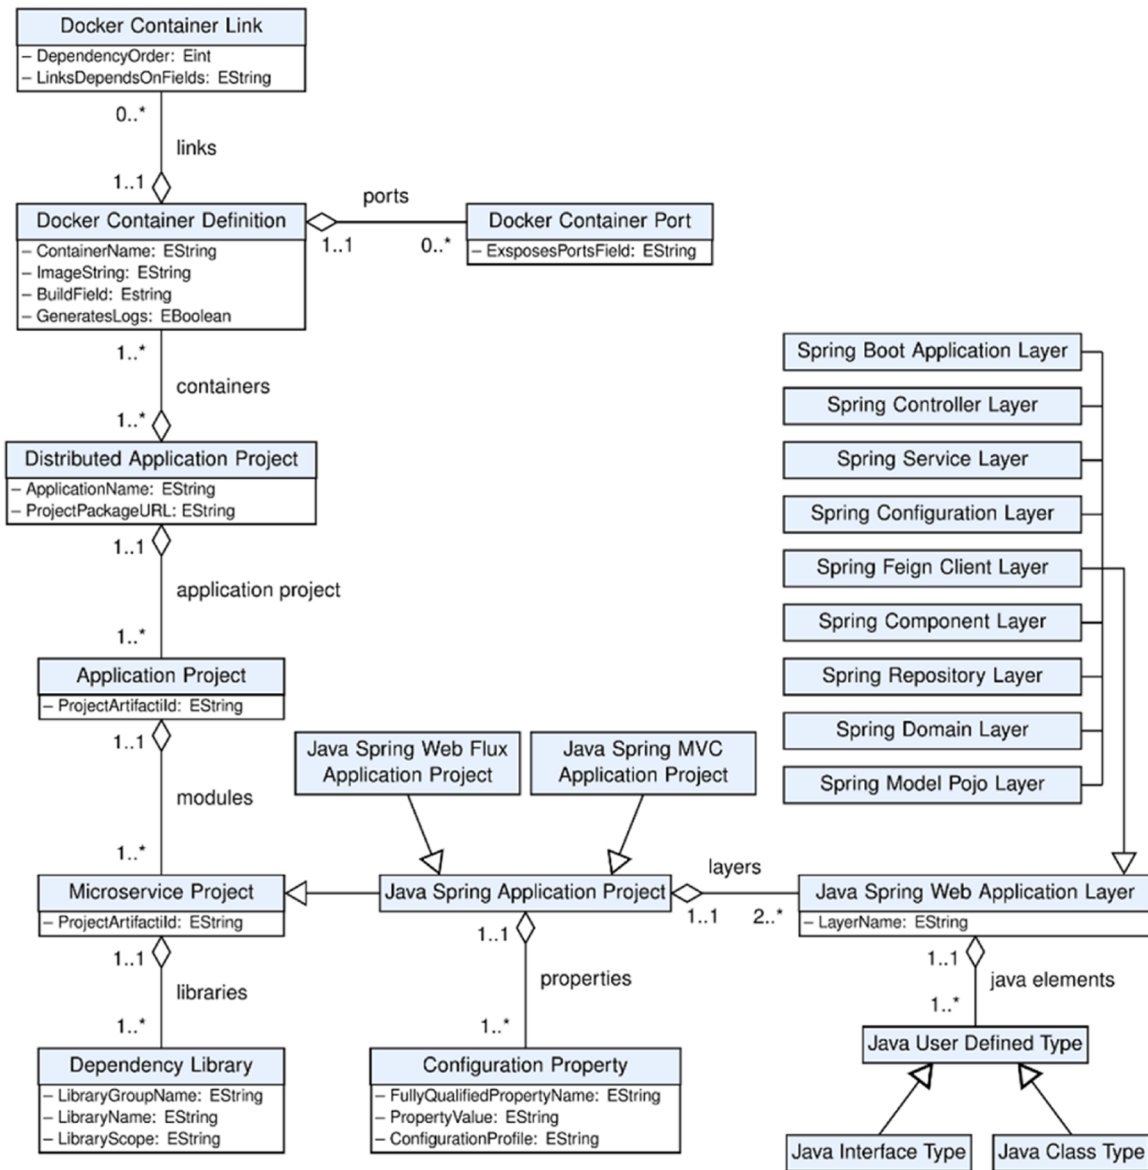 Docker Container Link
– DependencyOrder: Eint
– LinksDependsOnFields: EString
0..*
links
1..1
Docker Container Definition
– ContainerName: EString
– ImageString: EString
– BuildField: Estring
– GeneratesLogs: EBoolean
ports
1..1
0..*
Docker Container Port
– ExsposesPortsField: EString
1..*
containers
1..*
Distributed Application Project
– ApplicationName: EString
– ProjectPackageURL: EString
1..1
application project
1..*
Application Project
– ProjectArtifactId: EString
1..1
modules
1..*
Spring Boot Application Layer
Spring Controller Layer
Spring Service Layer
Spring Configuration Layer
Spring Feign Client Layer
Spring Component Layer
Spring Repository Layer
Spring Domain Layer
Spring Model Pojo Layer
Java Spring Web Flux
Application Project
Java Spring MVC
Application Project
Microservice Project
– ProjectArtifactId: EString
Java Spring Application Project
layers
1..1
2..*
Java Spring Web Application Layer
– LayerName: EString
1..1
libraries
1..*
Dependency Library
– LibraryGroupName: EString
– LibraryName: EString
– LibraryScope: EString
1..1
properties
1..*
Configuration Property
– FullyQualifiedPropertyName: EString
– PropertyValue: EString
– ConfigurationProfile: EString
1..1
java elements
1..*
Java User Defined Type
Java Interface Type
Java Class Type